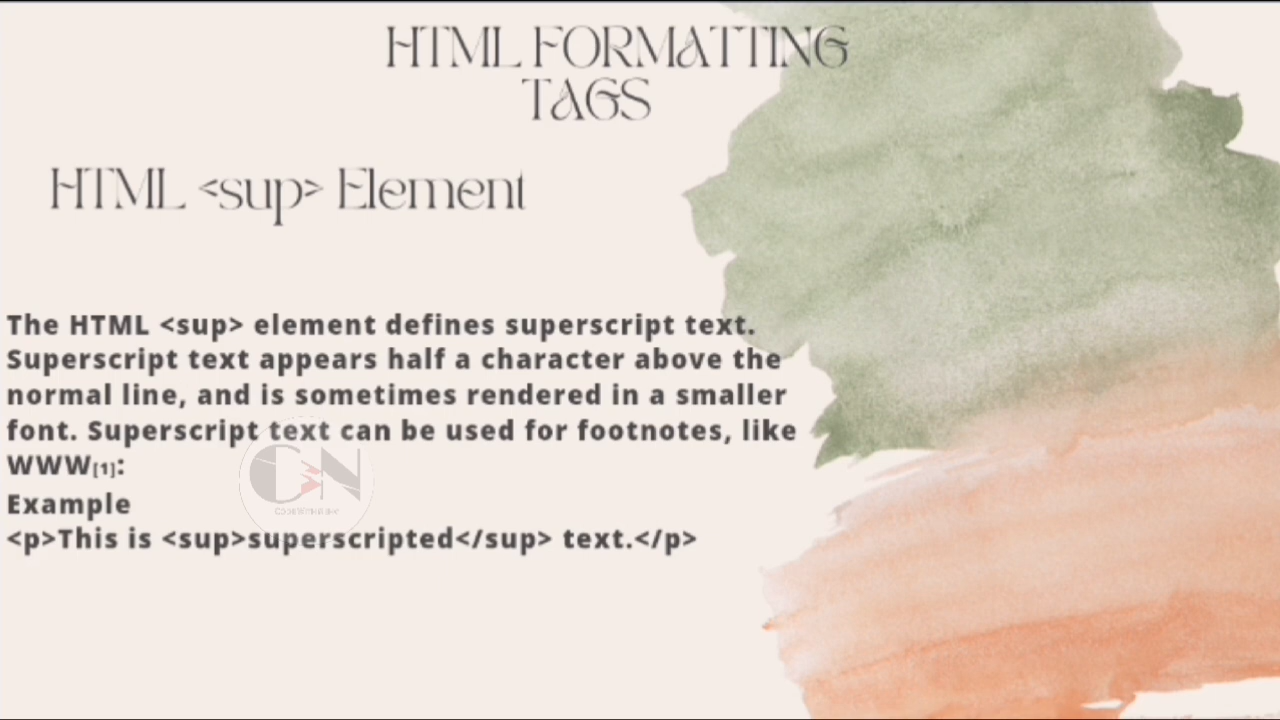 HTML FORMATTING
TAGS
HTML <sup> Element
The HTML <sup> element defines superscript text.
Superscript text appears half a character above the
normal line, and is sometimes rendered in a smaller
font. Superscript text can be used for footnotes, like
WWW[1]:
CN
Example
<p>This is <sup>superscripted</sup> text.</p>